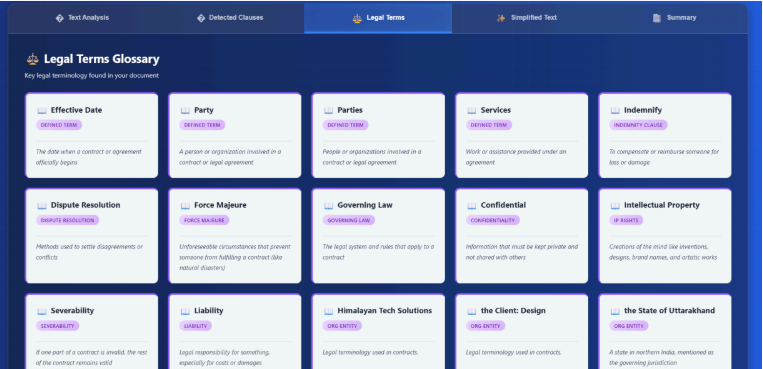 Text Analysis
Detected Clauses
Legal Terms
Simplified Text
Summary
Legal Terms Glossary
Key legal terminology found in your document
Effective Date
DEFINED TERM
The date when a contract or agreement
officially begins
Party
DEFINED TERM
A person or organization involved in a
contract or legal agreement
Parties
DEFINED TERM
People or organizations involved in a
contract or legal agreement
Services
DEFINED TERM
Work or assistance provided under an
agreement
Indemnify
INDEMNITY CLAUSE
To compensate or reimburse someone for
loss or damage
Dispute Resolution
DISPUTE RESOLUTION
Methods used to settle disagreements or
conflicts
Force Majeure
FORCE MAJEURE
Unforeseeable circumstances that prevent
someone from fulfilling a contract (like
natural disasters)
Governing Law
GOVERNING LAW
The legal system and rules that apply to a
contract
Confidential
CONFIDENTIALITY
Information that must be kept private and
not shared with others
Intellectual Property
IP RIGHTS
Creations of the mind like inventions,
designs, brand names, and artistic works
Severability
SEVERABILITY
If one part of a contract is invalid, the rest
of the contract remains valid
Liability
LIABILITY
Legal responsibility for something,
especially for costs or damages
Himalayan Tech Solutions
ORG ENTITY
Legal terminology used in contracts.
the Client: Design
ORG ENTITY
Legal terminology used in contracts.
the State of Uttarakhand
ORG ENTITY
A state in northern India, mentioned as
the governing jurisdiction